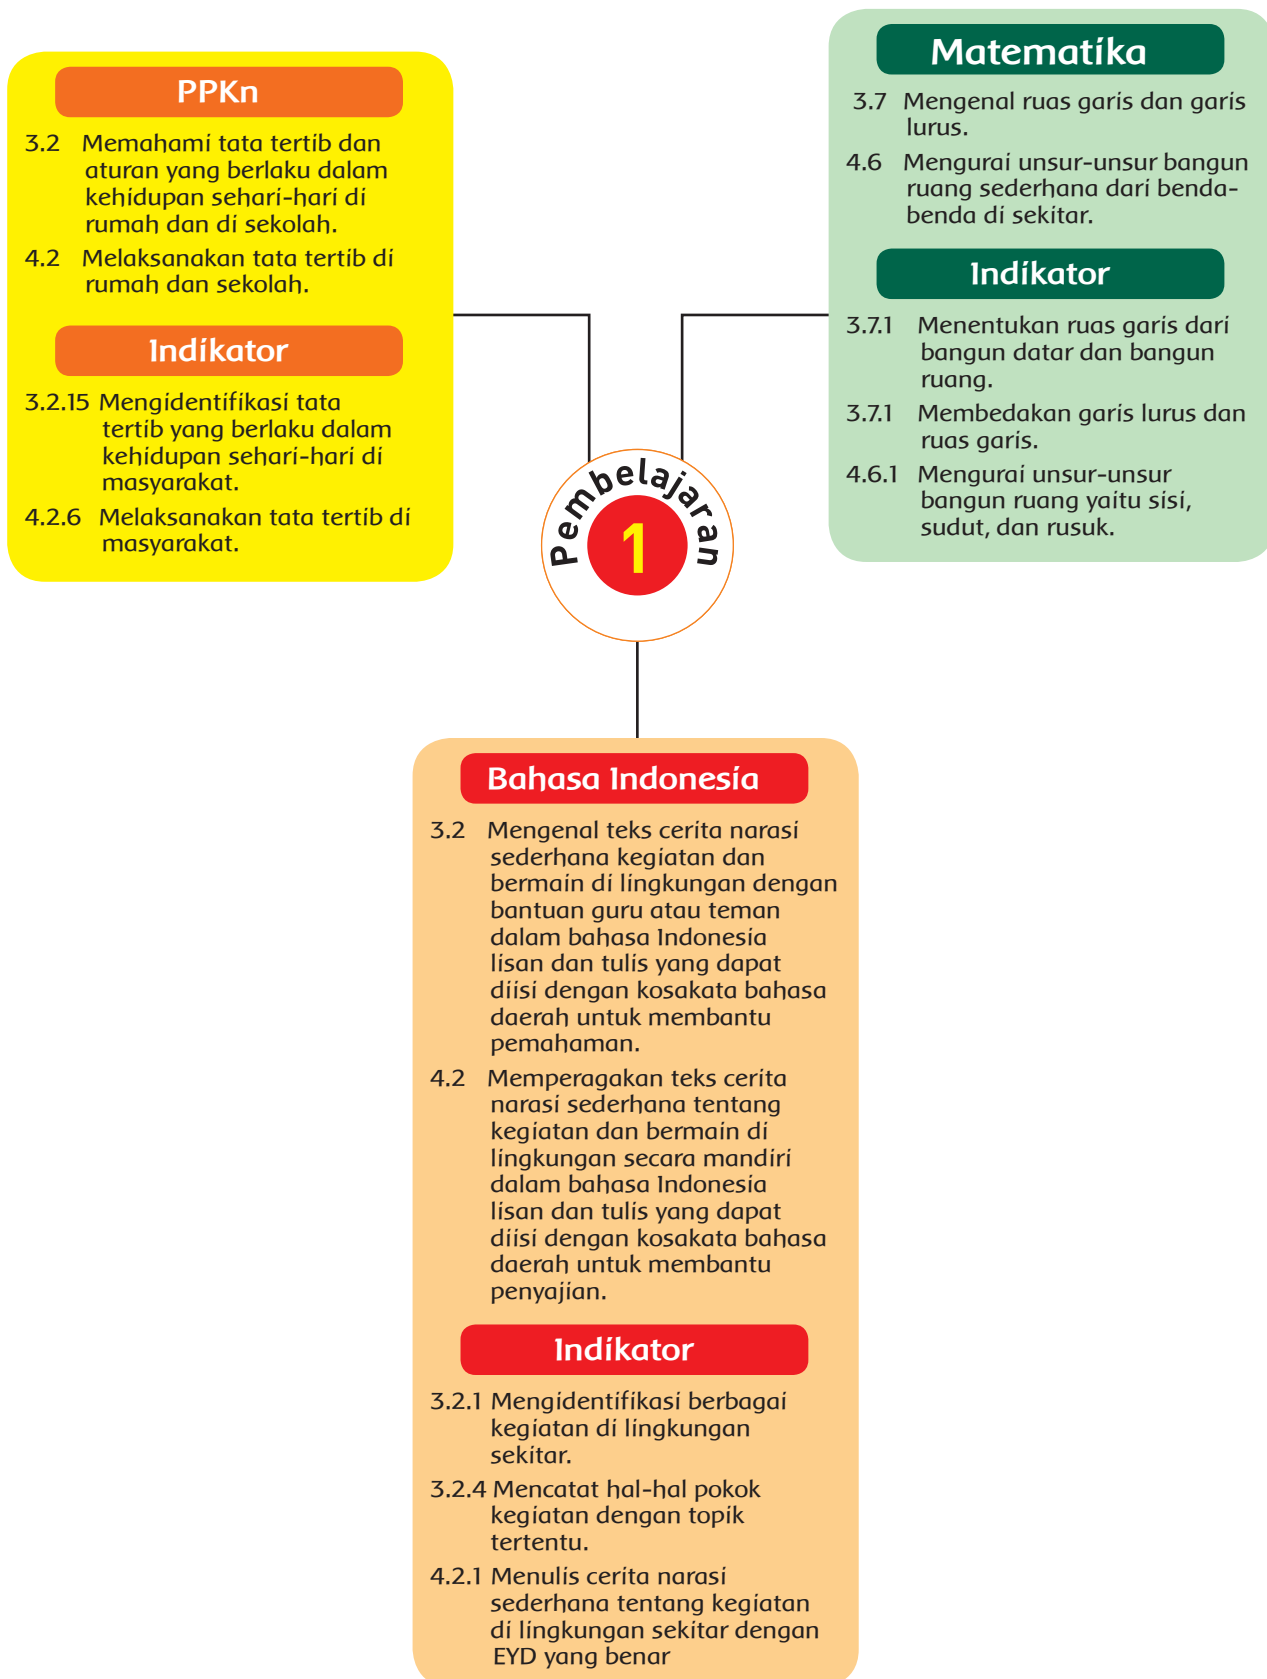 PPKn
3.2 Memahami tata tertib dan
aturan yang berlaku dalam
kehidupan sehari-hari di
rumah dan di sekolah.
4.2 Melaksanakan tata tertib di
rumah dan sekolah.
Indikator
3.2.15 Mengidentifikasi tata
tertib yang berlaku dalam
kehidupan sehari-hari di
masyarakat.
4.2.6 Melaksanakan tata tertib di
masyarakat.
Matematika
3.7 Mengenal ruas garis dan garis
lurus.
4.6 Mengurai unsur-unsur bangun
ruang sederhana dari benda-
benda di sekitar.
Indikator
3.7.1 Menentukan ruas garis dari
bangun datar dan bangun
ruang.
3.7.1 Membedakan garis lurus dan
ruas garis.
4.6.1 Mengurai unsur-unsur
bangun ruang yaitu sisi,
sudut, dan rusuk.
Pembelajaran
1
Bahasa Indonesia
3.2 Mengenal teks cerita narasi
sederhana kegiatan dan
bermain di lingkungan dengan
bantuan guru atau teman
dalam bahasa Indonesia
lisan dan tulis yang dapat
diisi dengan kosakata bahasa
daerah untuk membantu
pemahaman.
4.2 Memperagakan teks cerita
narasi sederhana tentang
kegiatan dan bermain di
lingkungan secara mandiri
dalam bahasa Indonesia
lisan dan tulis yang dapat
diisi dengan kosakata bahasa
daerah untuk membantu
penyajian.
Indikator
3.2.1 Mengidentifikasi berbagai
kegiatan di lingkungan
sekitar.
3.2.4 Mencatat hal-hal pokok
kegiatan dengan topik
tertentu.
4.2.1 Menulis cerita narasi
sederhana tentang kegiatan
di lingkungan sekitar dengan
EYD yang benar